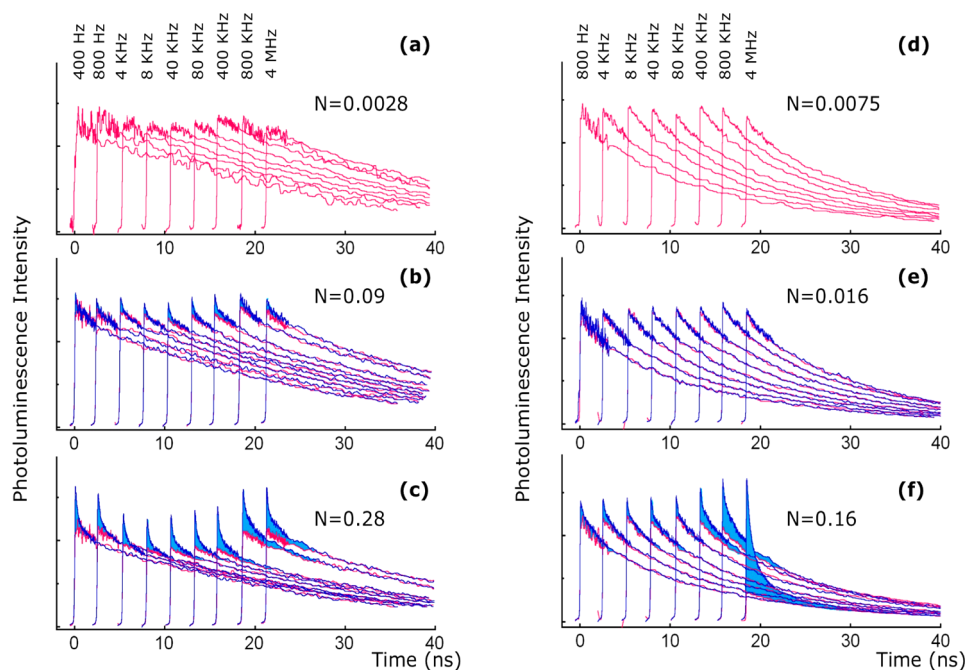 400 Hz
800 Hz
4 KHz
8 KHz
40 KHz
80 KHz
400 KHz
800 KHz
4 MHz
(a)
N=0.0028
0 10 20 30 40
(b)
N=0.09
0 10 20 30 40
(c)
N=0.28
0 10 20 30 40
Time (ns)
Photoluminescence Intensity
800 Hz
4 KHz
8 KHz
40 KHz
80 KHz
400 KHz
800 KHz
4 MHz
(d)
N=0.0075
0 10 20 30 40
(e)
N=0.016
0 10 20 30 40
(f)
N=0.16
0 10 20 30 40
Time (ns)
Photoluminescence Intensity